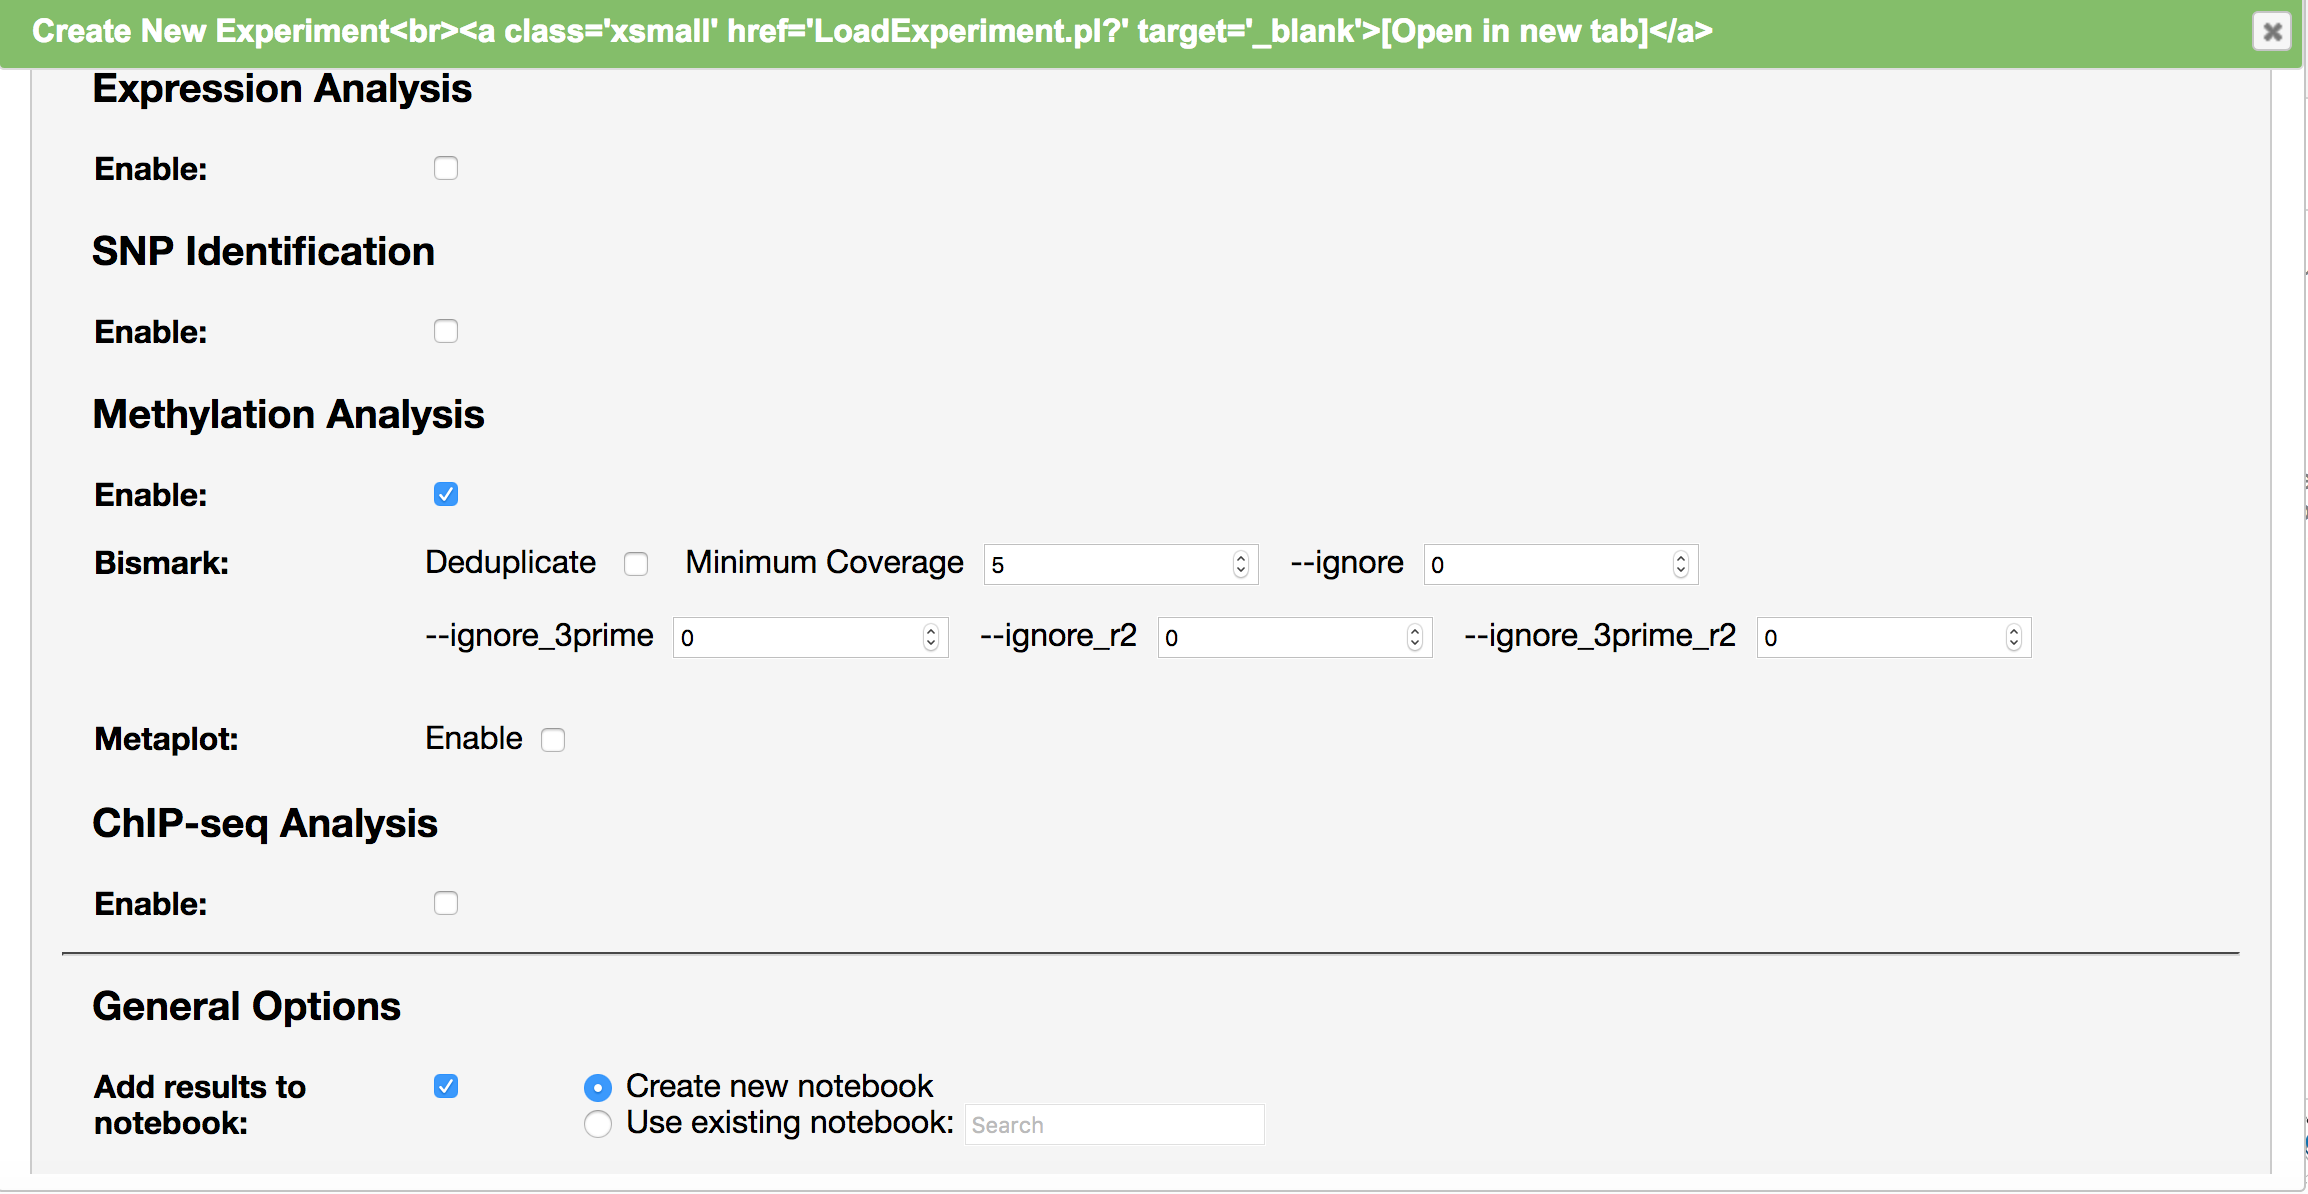 Create New Experiment<br><a class='xsmall' href='LoadExperiment.pl?' target='_blank'>[Open in new tab]</a>
Expression Analysis
Enable:
SNP Identification
Enable:
Methylation Analysis
Enable:
Bismark: Deduplicate Minimum Coverage 5 --ignore 0
--ignore_3prime 0 --ignore_r2 0 --ignore_3prime_r2 0
Metaplot: Enable
ChIP-seq Analysis
Enable:
General Options
Add results to notebook: Create new notebook
Use existing notebook: Search